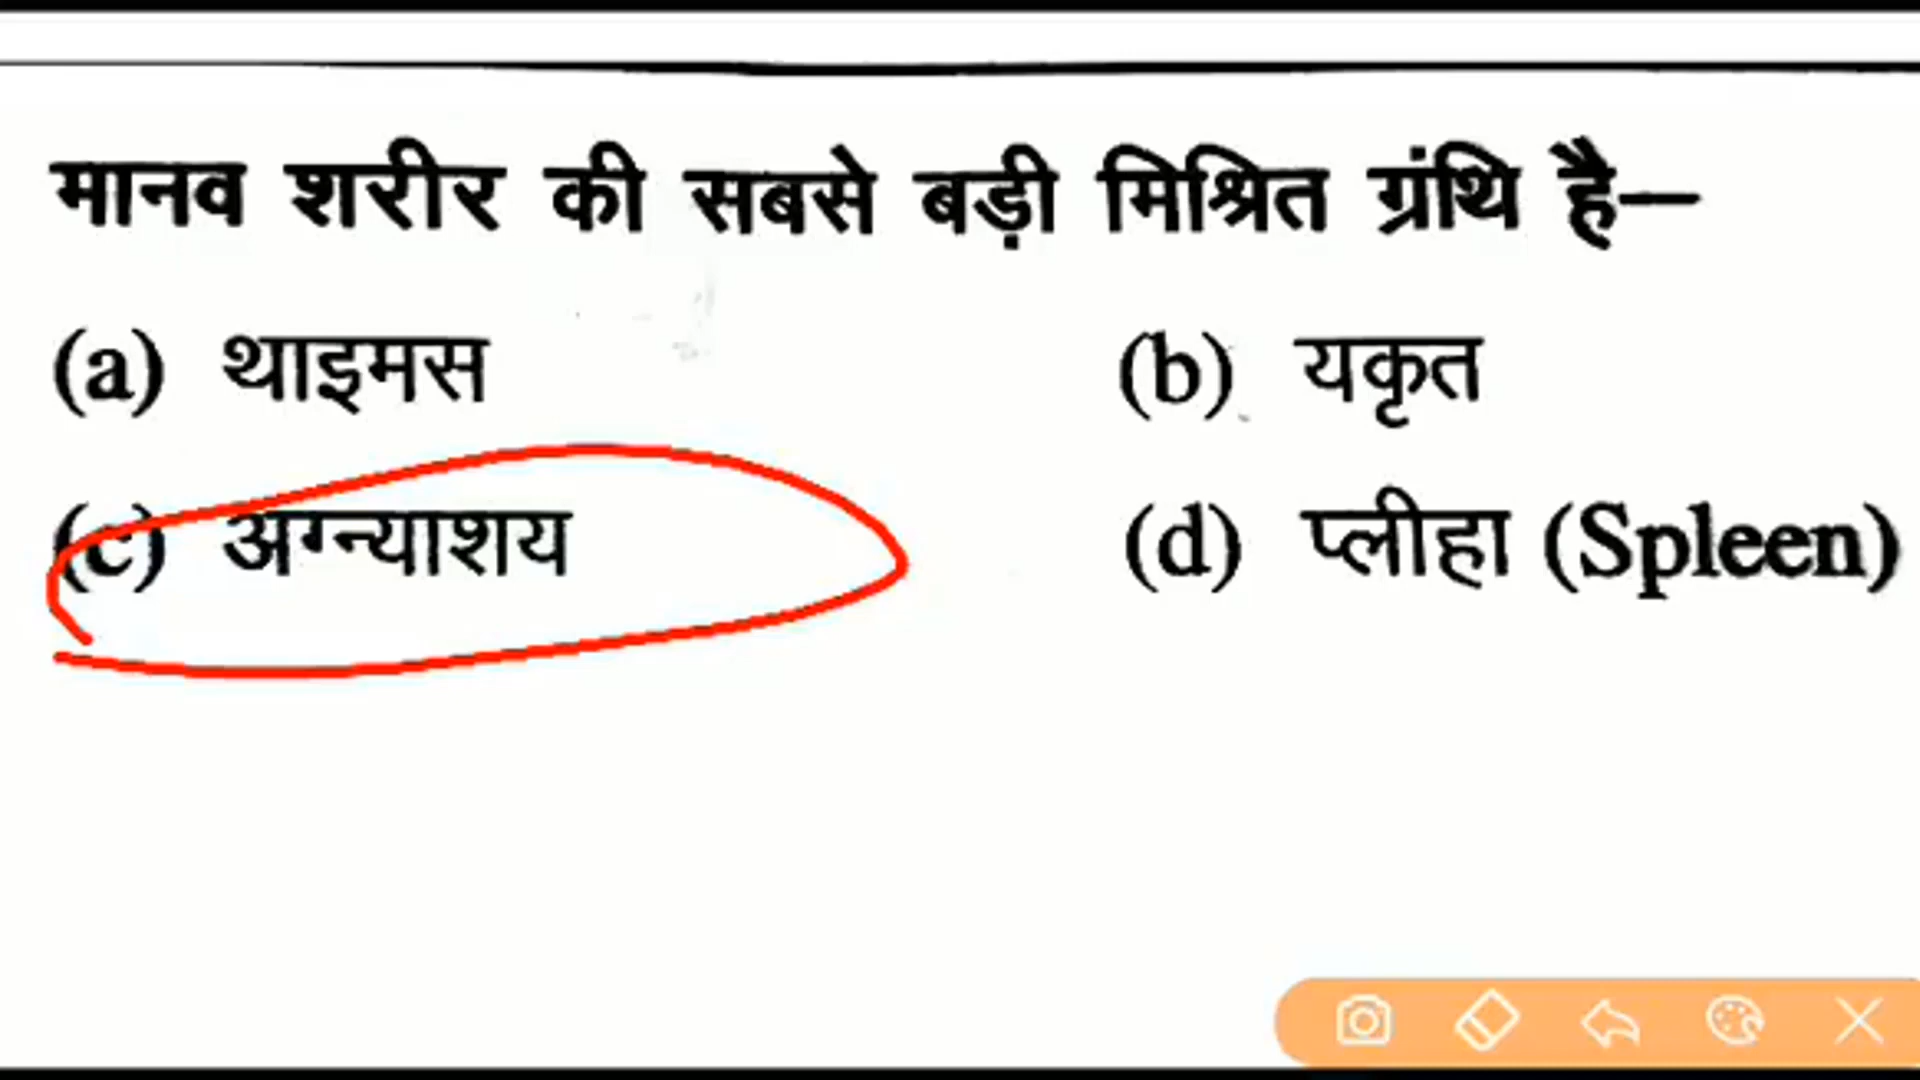 मानव शरीर की सबसे बड़ी मिश्रित ग्रंथि है—
(a) थाइमस (b) यकृत
(c) अग्न्याशय (d) प्लीहा (Spleen)